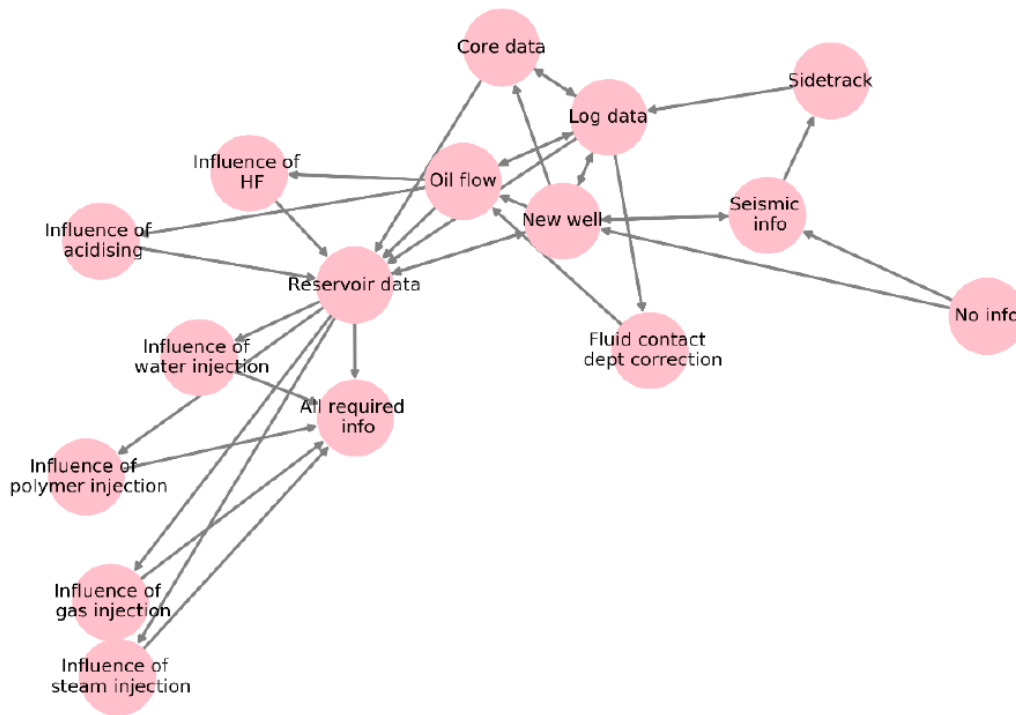 Core data
Sidetrack
Log data
Influence of
HF
Oil flow
New well
Seismic
info
Influence of
acidising
Reservoir data
No info
Fluid contact
dept correction
Influence of
water injection
All required
info
Influence of
polymer injection
Influence of
gas injection
Influence of
steam injection